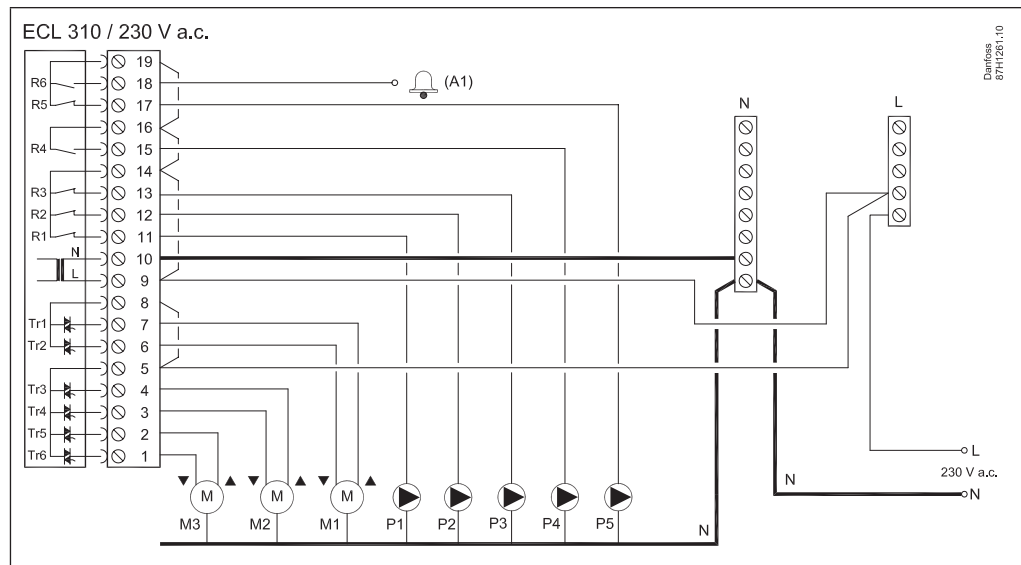 ECL 310 / 230 V a.c.
Danfoss
87H1261.10
19
R6 18 (A1)
R5 17
16
R4 15
14
R3 13
R2 12
R1 11
N 10
L 9
8
Tr1 7
Tr2 6
5
Tr3 4
Tr4 3
Tr5 2
Tr6 1
N
L
L
230 V a.c.
N
N
M M M
M3 M2 M1 P1 P2 P3 P4 P5
N